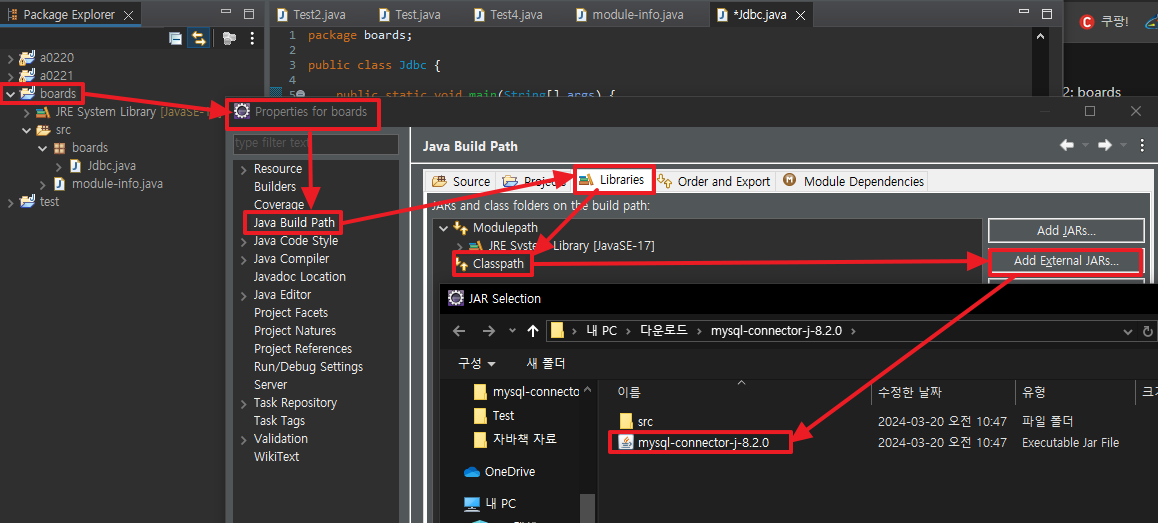 Package Explorer
a0220
a0221
boards
JRE System Library [JavaSE-1
src
boards
Jdbc.java
module-info.java
test
Test2.java
Test.java
Test4.java
module-info.java
*Jdbc.java
1 package boards;
2
3 public class Jdbc {
4
5 public static void main(String[] args) {
C 쿠팡!
2: boards
Properties for boards
type filter text
Resource
Builders
Coverage
Java Build Path
Java Code Style
Java Compiler
Javadoc Location
Java Editor
Project Facets
Project Natures
Project References
Run/Debug Settings
Server
Task Repository
Task Tags
Validation
WikiText
Java Build Path
Source
Projects
Libraries
Order and Export
Module Dependencies
JARs and class folders on the build path:
Modulepath
JRE System Library [JavaSE-17]
Classpath
Add JARs...
Add External JARs...
JAR Selection
내 PC > 다운로드 > mysql-connector-j-8.2.0 >
구성
새 폴더
mysql-connecto
Test
자바책 자료
OneDrive
내 PC
이름
수정한 날짜
유형
크기
src
2024-03-20 오전 10:47
파일 폴더
mysql-connector-j-8.2.0
2024-03-20 오전 10:47
Executable Jar File